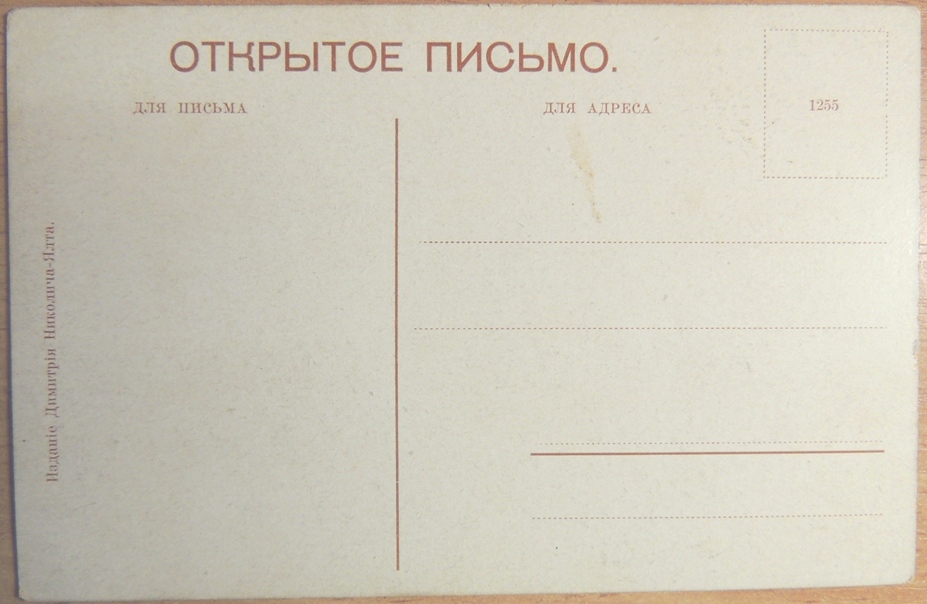 ОТКРЫТОЕ ПИСЬМО.
ДЛЯ ПИСЬМА
ДЛЯ АДРЕСА
1255
Изданіе Димитрія Николича-Ялта.